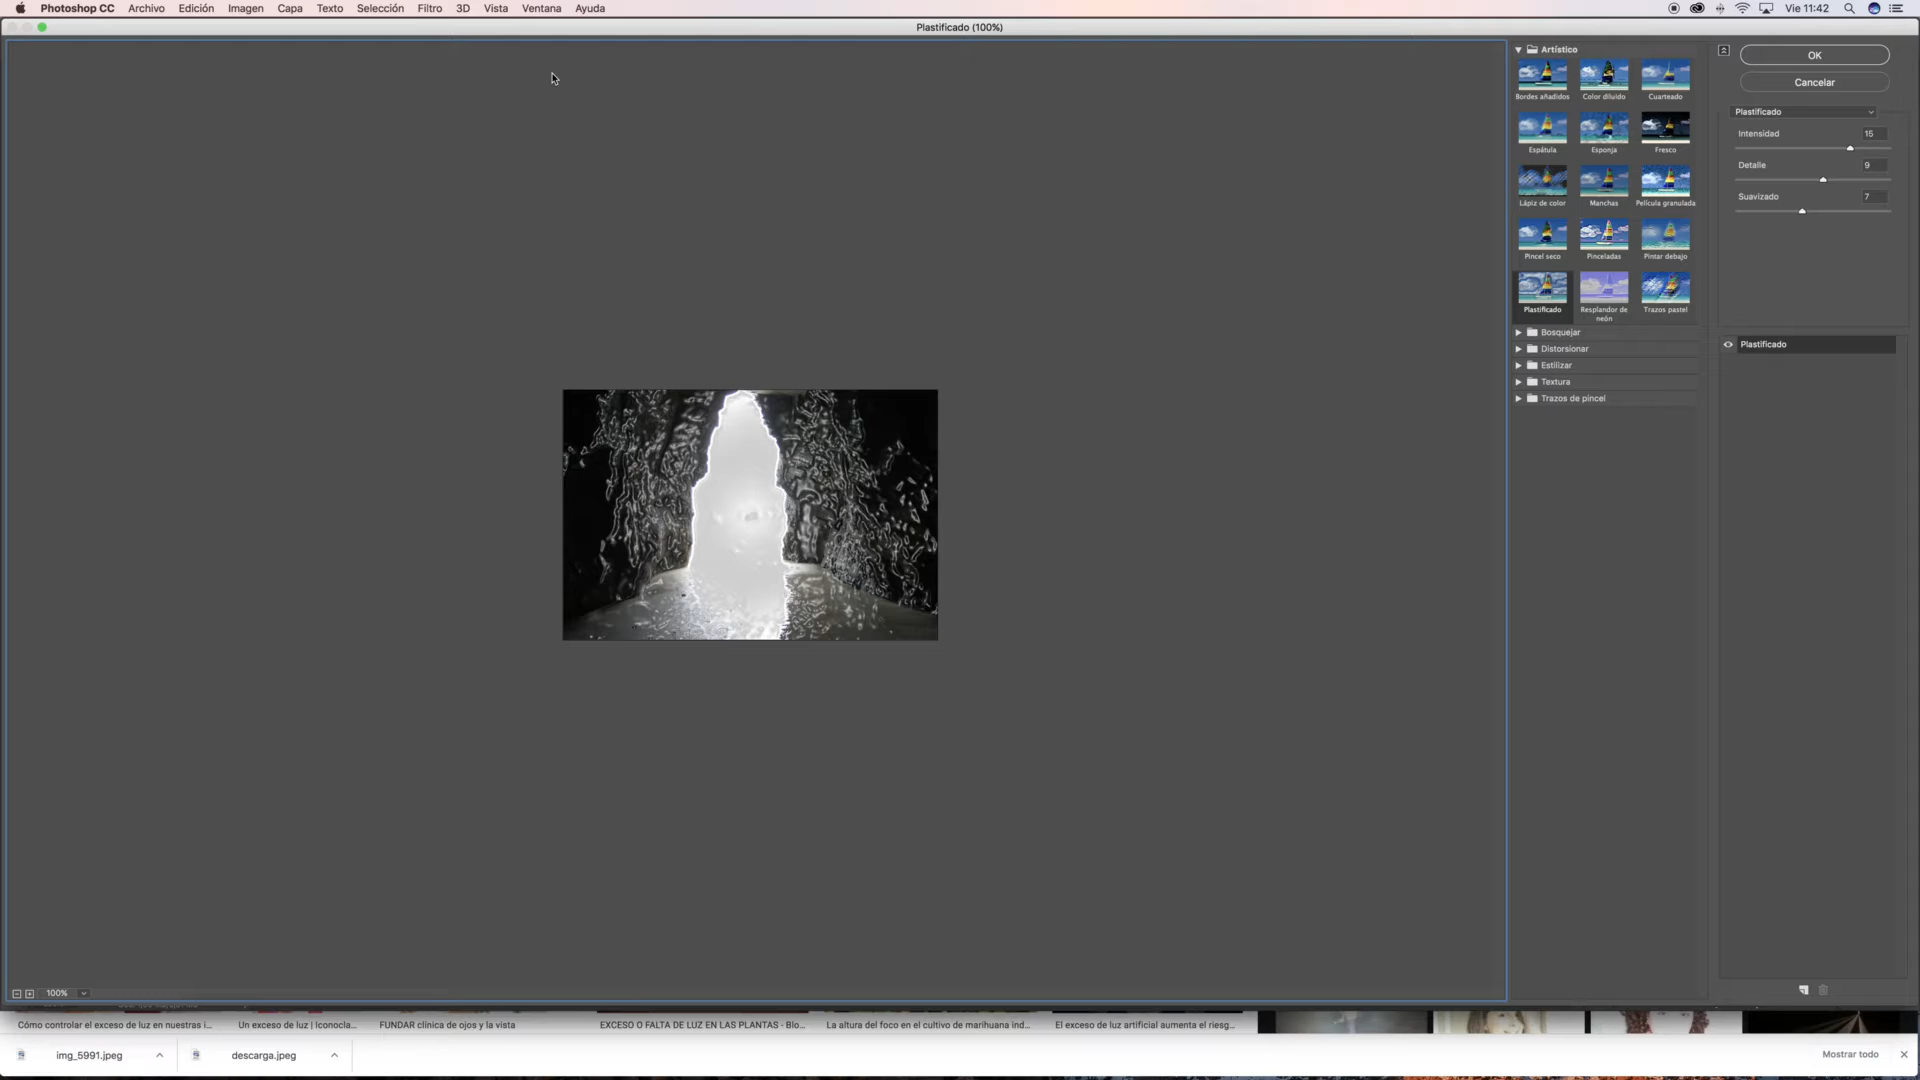 Photoshop CC Archivo Edición Imagen Capa Texto Selección Filtro 3D Vista Ventana Ayuda Vie 11:42
Plastificado (100%)
Artístico
Bordes añadidos Color diluido Cuarteado
Espátula Esponja Fresco
Lápiz de color Manchas Película granulada
Pincel seco Pinceladas Pintar debajo
Plastificado Resplandor de neón Trazos pastel
Bosquejar
Distorsionar
Estilizar
Textura
Trazos de pincel
OK
Cancelar
Plastificado
Intensidad 15
Detalle 9
Suavizado 7
Plastificado
100%
Cómo controlar el exceso de luz en nuestras i... Un exceso de luz | Iconocla... FUNDAR clínica de ojos y la vista EXCESO O FALTA DE LUZ EN LAS PLANTAS - Blo... La altura del foco en el cultivo de marihuana ind... El exceso de luz artificial aumenta el riesg...
img_5991.jpeg descarga.jpeg Mostrar todo